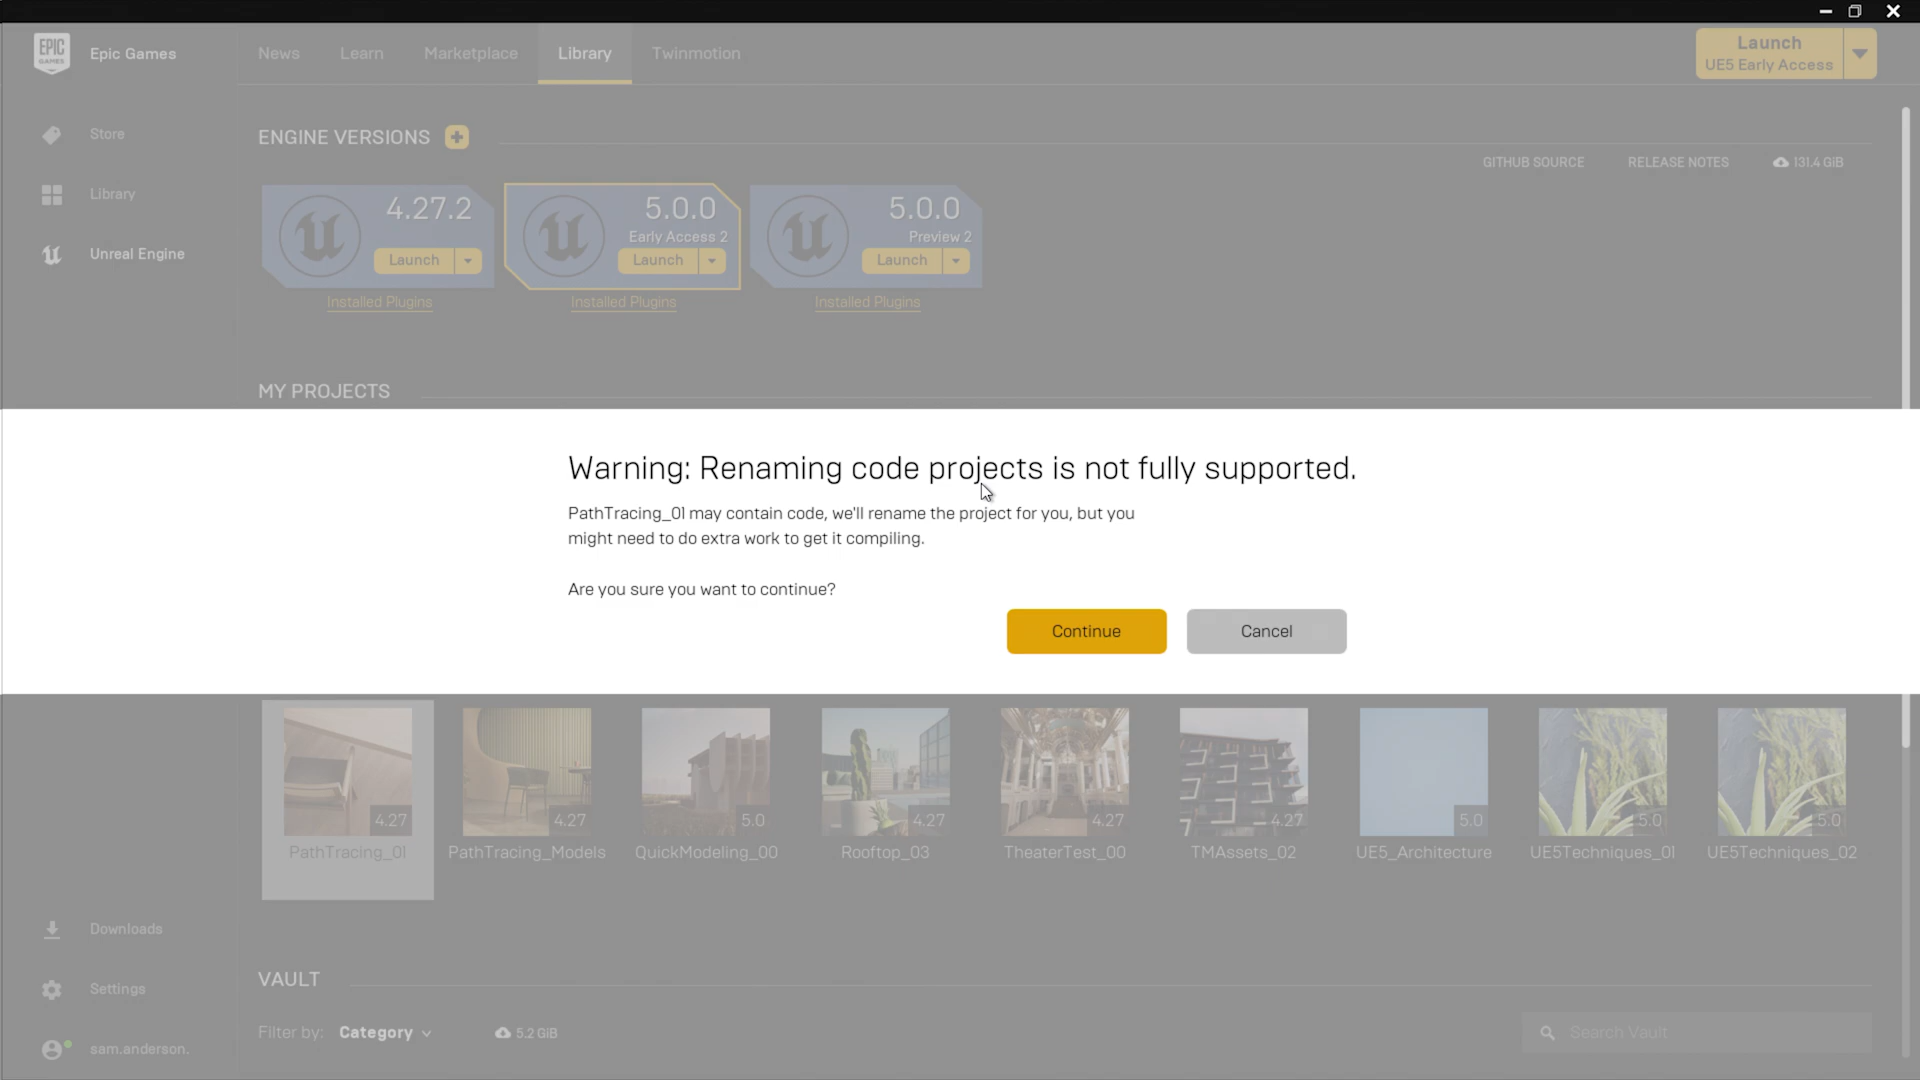 EPIC GAMES
Epic Games
News
Learn
Marketplace
Library
Twinmotion
Launch
UE5 Early Access
Store
Library
Unreal Engine
ENGINE VERSIONS
GITHUB SOURCE
RELEASE NOTES
131.4 GiB
4.27.2
Launch
Installed Plugins
5.0.0
Early Access 2
Launch
Installed Plugins
5.0.0
Preview 2
Launch
Installed Plugins
MY PROJECTS
Warning: Renaming code projects is not fully supported.
PathTracing_01 may contain code, we'll rename the project for you, but you
might need to do extra work to get it compiling.
Are you sure you want to continue?
Continue
Cancel
4.27
4.27
5.0
4.27
4.27
4.27
5.0
5.0
5.0
PathTracing_01
PathTracing_Models
QuickModeling_00
Rooftop_03
TheaterTest_00
TMAssets_02
UE5_Architecture
UE5Techniques_01
UE5Techniques_02
Downloads
Settings
sam.anderson.
VAULT
Filter by: Category
5.2 GiB
Search Vault